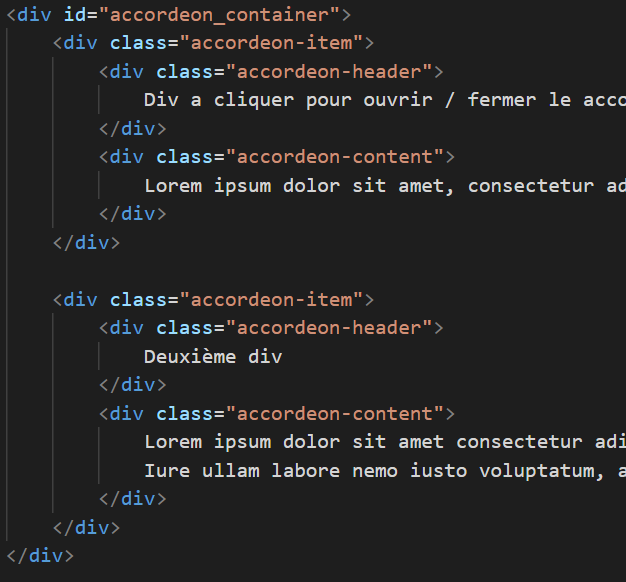 <div id="accordeon_container">
<div class="accordeon-item">
<div class="accordeon-header">
Div a cliquer pour ouvrir / fermer le acco
</div>
<div class="accordeon-content">
Lorem ipsum dolor sit amet, consectetur ad
</div>
</div>
<div class="accordeon-item">
<div class="accordeon-header">
Deuxième div
</div>
<div class="accordeon-content">
Lorem ipsum dolor sit amet consectetur adi
Iure ullam labore nemo iusto voluptatum, a
</div>
</div>
</div>